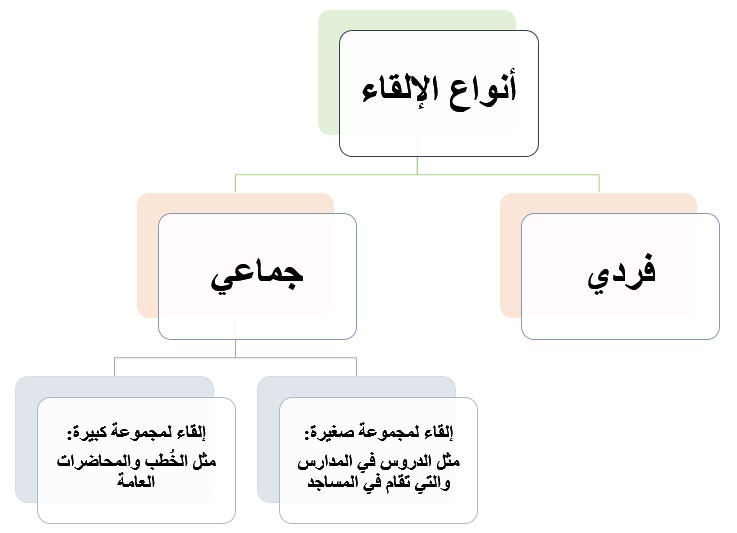 أنواع الإلقاء
فردي
جماعي
إلقاء لمجموعة صغيرة:
مثل الدروس في المدارس
والتي تقام في المساجد
إلقاء لمجموعة كبيرة:
مثل الخُطب والمحاضرات
العامة